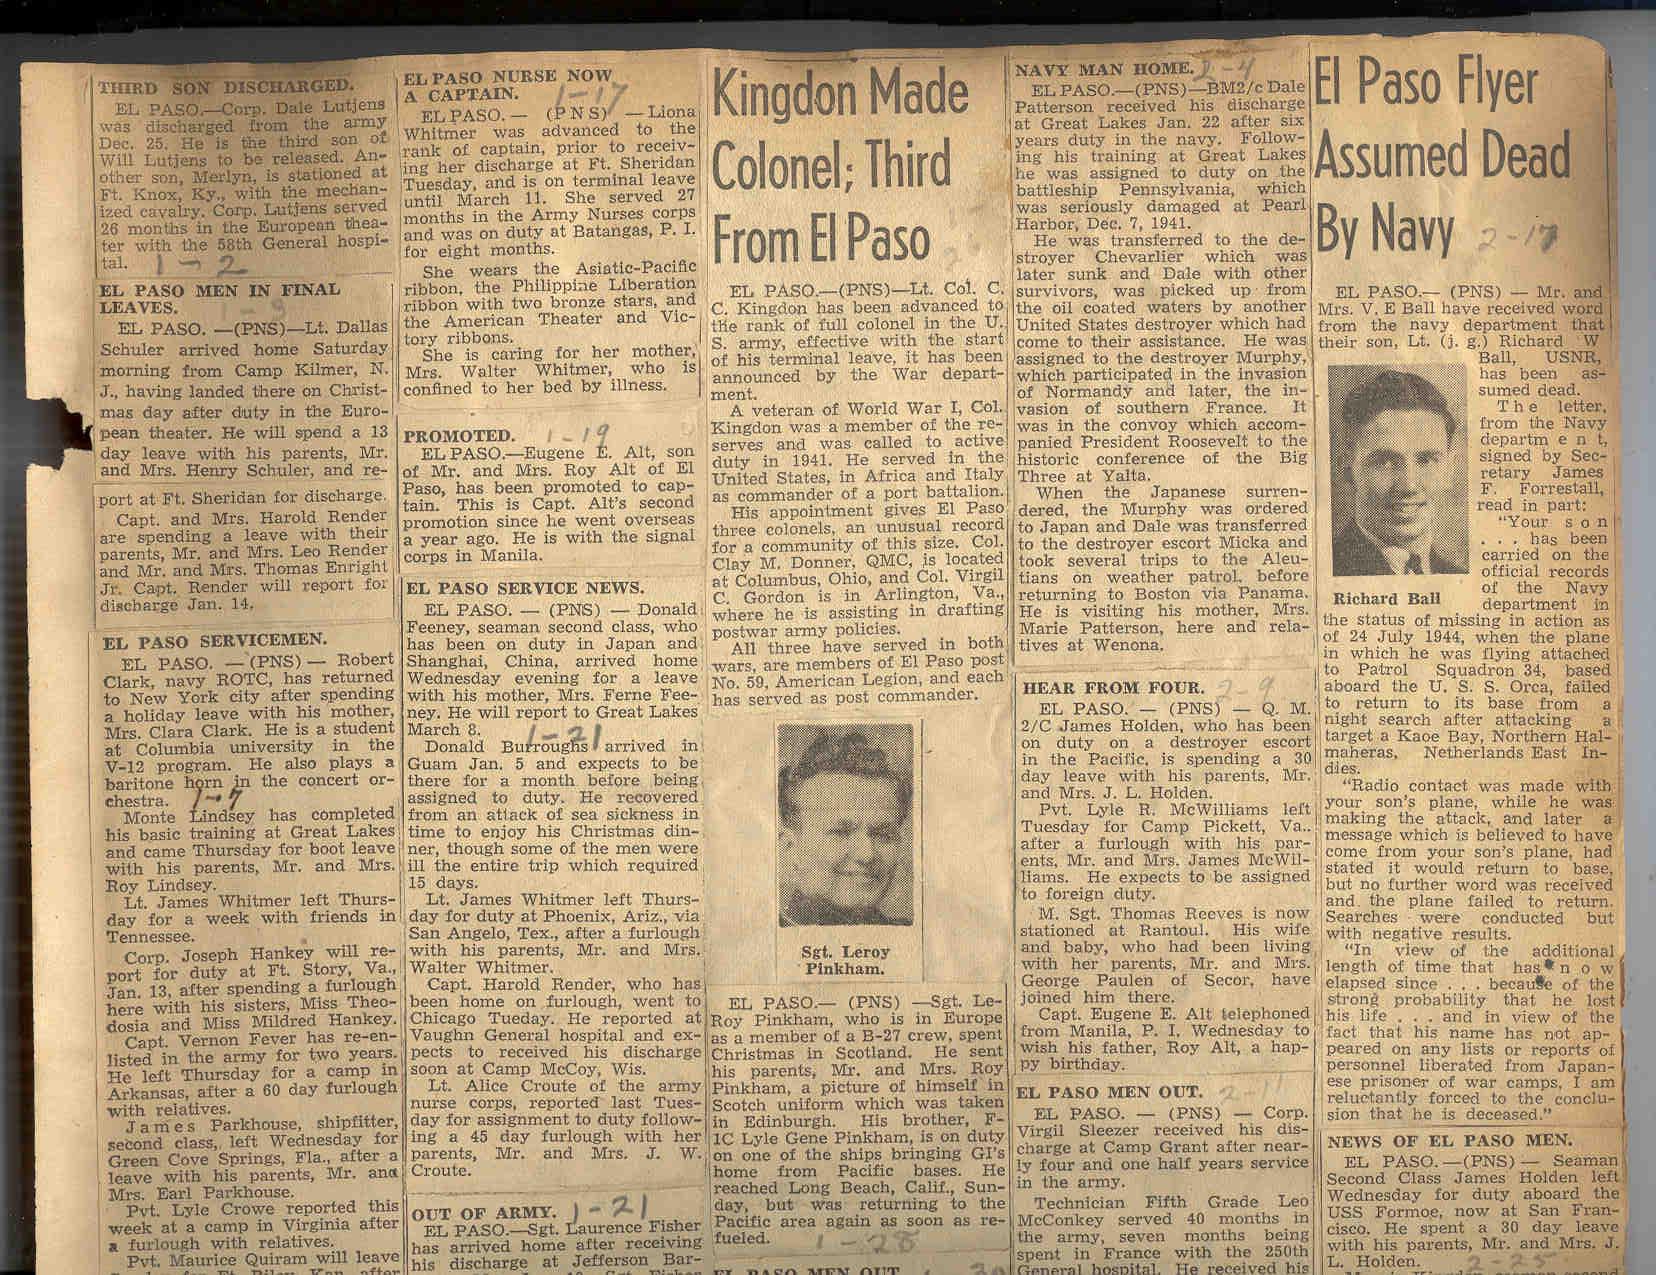 THIRD SON DISCHARGED.
EL PASO.—Corp. Dale Lutjens
was discharged from the army
Dec. 25. He is the third son of
Will Lutjens to be released. An-
other son, Merlyn, is stationed at
Ft. Knox, Ky., with the mechan-
ized cavalry. Corp. Lutjens served
26 months in the European thea-
ter with the 58th General hospi-
tal. 1-2
EL PASO MEN IN FINAL
LEAVES.
EL PASO. —(PNS)—Lt. Dallas
Schuler arrived home Saturday
morning from Camp Kilmer, N.
J., having landed there on Christ-
mas day after duty in the Euro-
pean theater. He will spend a 13
day leave with his parents, Mr.
and Mrs. Henry Schuler, and re-
port at Ft. Sheridan for discharge.
Capt. and Mrs. Harold Render
are spending a leave with their
parents, Mr. and Mrs. Leo Render
and Mr. and Mrs. Thomas Enright
Jr. Capt. Render will report for
discharge Jan. 14.
EL PASO SERVICEMEN.
EL PASO. — (PNS) — Robert
Clark, navy ROTC, has returned
to New York city after spending
a holiday leave with his mother,
Mrs. Clara Clark. He is a student
at Columbia university in the
V-12 program. He also plays a
baritone horn in the concert or-
chestra. 1-7
Monte Lindsey has completed
his basic training at Great Lakes
and came Thursday for boot leave
with his parents, Mr. and Mrs.
Roy Lindsey.
Lt. James Whitmer left Thurs-
day for a week with friends in
Tennessee.
Corp. Joseph Hankey will re-
port for duty at Ft. Story, Va.,
Jan. 13, after spending a furlough
here with his sisters, Miss Theo-
dosia and Miss Mildred Hankey.
Capt. Vernon Fever has re-en-
listed in the army for two years.
He left Thursday for a camp in
Arkansas, after a 60 day furlough
with relatives.
James Parkhouse, shipfitter,
second class, left Wednesday for
Green Cove Springs, Fla., after a
leave with his parents, Mr. and
Mrs. Earl Parkhouse.
Pvt. Lyle Crowe reported this
week at a camp in Virginia after
a furlough with relatives.
Pvt. Maurice Quiram will leave
EL PASO NURSE NOW
A CAPTAIN. 1-17
EL PASO. — (PNS) — Liona
Whitmer was advanced to the
rank of captain, prior to receiv-
ing her discharge at Ft. Sheridan
Tuesday, and is on terminal leave
until March 11. She served 27
months in the Army Nurses corps
and was on duty at Batangas, P. I.
for eight months.
She wears the Asiatic-Pacific
ribbon, the Philippine Liberation
ribbon with two bronze stars, and
the American Theater and Vic-
tory ribbons.
She is caring for her mother,
Mrs. Walter Whitmer, who is
confined to her bed by illness.
PROMOTED. 1-19
EL PASO.—Eugene E. Alt, son
of Mr. and Mrs. Roy Alt of El
Paso, has been promoted to cap-
tain. This is Capt. Alt's second
promotion since he went overseas
a year ago. He is with the signal
corps in Manila.
EL PASO SERVICE NEWS.
EL PASO. — (PNS) — Donald
Feeney, seaman second class, who
has been on duty in Japan and
Shanghai, China, arrived home
Wednesday evening for a leave
with his mother, Mrs. Ferne Fee-
ney. He will report to Great Lakes
March 8. 1-21
Donald Burroughs arrived in
Guam Jan. 5 and expects to be
there for a month before being
assigned to duty. He recovered
from an attack of sea sickness in
time to enjoy his Christmas din-
ner, though some of the men were
ill the entire trip which required
15 days.
Lt. James Whitmer left Thurs-
day for duty at Phoenix, Ariz., via
San Angelo, Tex., after a furlough
with his parents, Mr. and Mrs.
Walter Whitmer.
Capt. Harold Render, who has
been home on furlough, went to
Chicago Tueday. He reported at
Vaughn General hospital and ex-
pects to received his discharge
soon at Camp McCoy, Wis.
Lt. Alice Croute of the army
nurse corps, reported last Tues-
day for assignment to duty follow-
ing a 45 day furlough with her
parents, Mr. and Mrs. J. W.
Croute.
OUT OF ARMY. 1-21
EL PASO.—Sgt. Laurence Fisher
has arrived home after receiving
his discharge at Jefferson Bar-
Kingdon Made
Colonel; Third
From El Paso
EL PASO.—(PNS)—Lt. Col. C.
C. Kingdon has been advanced to
the rank of full colonel in the U.
S. army, effective with the start
of his terminal leave, it has been
announced by the War depart-
ment.
A veteran of World War I, Col.
Kingdon was a member of the re-
serves and was called to active
duty in 1941. He served in the
United States, in Africa and Italy
as commander of a port battalion.
His appointment gives El Paso
three colonels, an unusual record
for a community of this size. Col.
Clay M. Donner, QMC, is located
at Columbus, Ohio, and Col. Virgil
C. Gordon is in Arlington, Va.,
where he is assisting in drafting
postwar army policies.
All three have served in both
wars, are members of El Paso post
No. 59, American Legion, and each
has served as post commander.
Sgt. Leroy
Pinkham.
EL PASO.— (PNS) —Sgt. Le-
Roy Pinkham, who is in Europe
as a member of a B-27 crew, spent
Christmas in Scotland. He sent
his parents, Mr. and Mrs. Roy
Pinkham, a picture of himself in
Scotch uniform which was taken
in Edinburgh. His brother, F-
1C Lyle Gene Pinkham, is on duty
on one of the ships bringing GI's
home from Pacific bases. He
reached Long Beach, Calif., Sun-
day, but was returning to the
Pacific area again as soon as re-
fueled. 1-28
EL PASO MEN OUT
NAVY MAN HOME. 2-4
EL PASO.—(PNS)—BM2/c Dale
Patterson received his discharge
at Great Lakes Jan. 22 after six
years duty in the navy. Follow-
ing his training at Great Lakes
he was assigned to duty on the
battleship Pennsylvania, which
was seriously damaged at Pearl
Harbor, Dec. 7, 1941.
He was transferred to the de-
stroyer Chevarlier which was
later sunk and Dale with other
survivors, was picked up from
the oil coated waters by another
United States destroyer which had
come to their assistance. He was
assigned to the destroyer Murphy,
which participated in the invasion
of Normandy and later, the in-
vasion of southern France. It
was in the convoy which accom-
panied President Roosevelt to the
historic conference of the Big
Three at Yalta.
When the Japanese surren-
dered, the Murphy was ordered
to Japan and Dale was transferred
to the destroyer escort Micka and
took several trips to the Aleu-
tians on weather patrol, before
returning to Boston via Panama.
He is visiting his mother, Mrs.
Marie Patterson, here and rela-
tives at Wenona.
HEAR FROM FOUR. 2-9
EL PASO. — (PNS) — Q. M.
2/C James Holden, who has been
on duty on a destroyer escort
in the Pacific, is spending a 30
day leave with his parents, Mr.
and Mrs. J. L. Holden.
Pvt. Lyle R. McWilliams left
Tuesday for Camp Pickett, Va..
after a furlough with his par-
ents, Mr. and Mrs. James McWil-
liams. He expects to be assigned
to foreign duty.
M. Sgt. Thomas Reeves is now
stationed at Rantoul. His wife
and baby, who had been living
with her parents, Mr. and Mrs.
George Paulen of Secor, have
joined him there.
Capt. Eugene E. Alt telephoned
from Manila, P. I. Wednesday to
wish his father, Roy Alt, a hap-
py birthday.
EL PASO MEN OUT. 2-11
EL PASO. — (PNS) — Corp.
Virgil Sleezer received his dis-
charge at Camp Grant after near-
ly four and one half years service
in the army.
Technician Fifth Grade Leo
McConkey served 40 months in
the army, seven months being
spent in France with the 250th
General hospital. He received his
El Paso Flyer
Assumed Dead
By Navy 2-17
EL PASO.— (PNS) — Mr. and
Mrs. V. E Ball have received word
from the navy department that
their son, Lt. (j. g.) Richard W
Ball, USNR,
has been as-
sumed dead.
The letter,
from the Navy
department,
signed by Sec-
retary James
F. Forrestall,
read in part:
"Your son
. . . has been
carried on the
official records
of the Navy
department in
Richard Ball
the status of missing in action as
of 24 July 1944, when the plane
in which he was flying attached
to Patrol Squadron 34, based
aboard the U. S. S. Orca, failed
to return to its base from a
night search after attacking a
target a Kaoe Bay, Northern Hal-
maheras, Netherlands East In-
dies.
"Radio contact was made with
your son's plane, while he was
making the attack, and later a
message which is believed to have
come from your son's plane, had
stated it would return to base,
but no further word was received
and the plane failed to return.
Searches were conducted but
with negative results.
"In view of the additional
length of time that has now
elapsed since . . . because of the
strong probability that he lost
his life . . . and in view of the
fact that his name has not ap-
peared on any lists or reports of
personnel liberated from Japan-
ese prisoner of war camps, I am
reluctantly forced to the conclu-
sion that he is deceased."
NEWS OF EL PASO MEN.
EL PASO.—(PNS)— Seaman
Second Class James Holden left
Wednesday for duty aboard the
USS Formoe, now at San Fran-
cisco. He spent a 30 day leave
with his parents, Mr. and Mrs. J.
L. Holden. 2-25